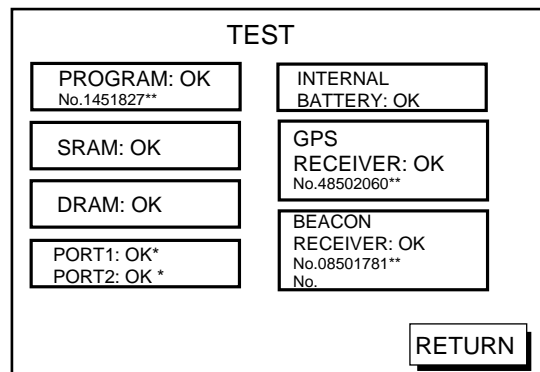 TEST
PROGRAM: OK
No.1451827**
SRAM: OK
DRAM: OK
PORT1: OK*
PORT2: OK *
INTERNAL
BATTERY: OK
GPS
RECEIVER: OK
No.48502060**
BEACON
RECEIVER: OK
No.08501781**
No.
RETURN